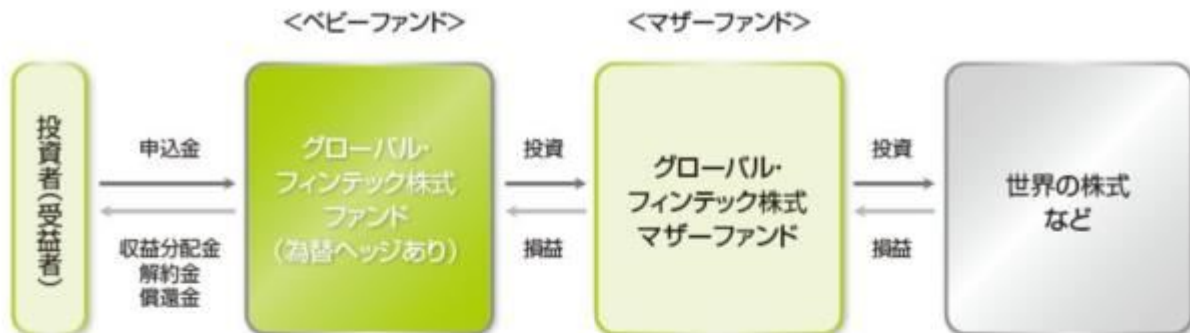 <ベビーファンド>
<マザーファンド>
投資者(受益者)
申込金
収益分配金
解約金
償還金
グローバル・
フィンテック株式
ファンド
(為替ヘッジあり)
投資
損益
グローバル・
フィンテック株式
マザーファンド
投資
損益
世界の株式
など